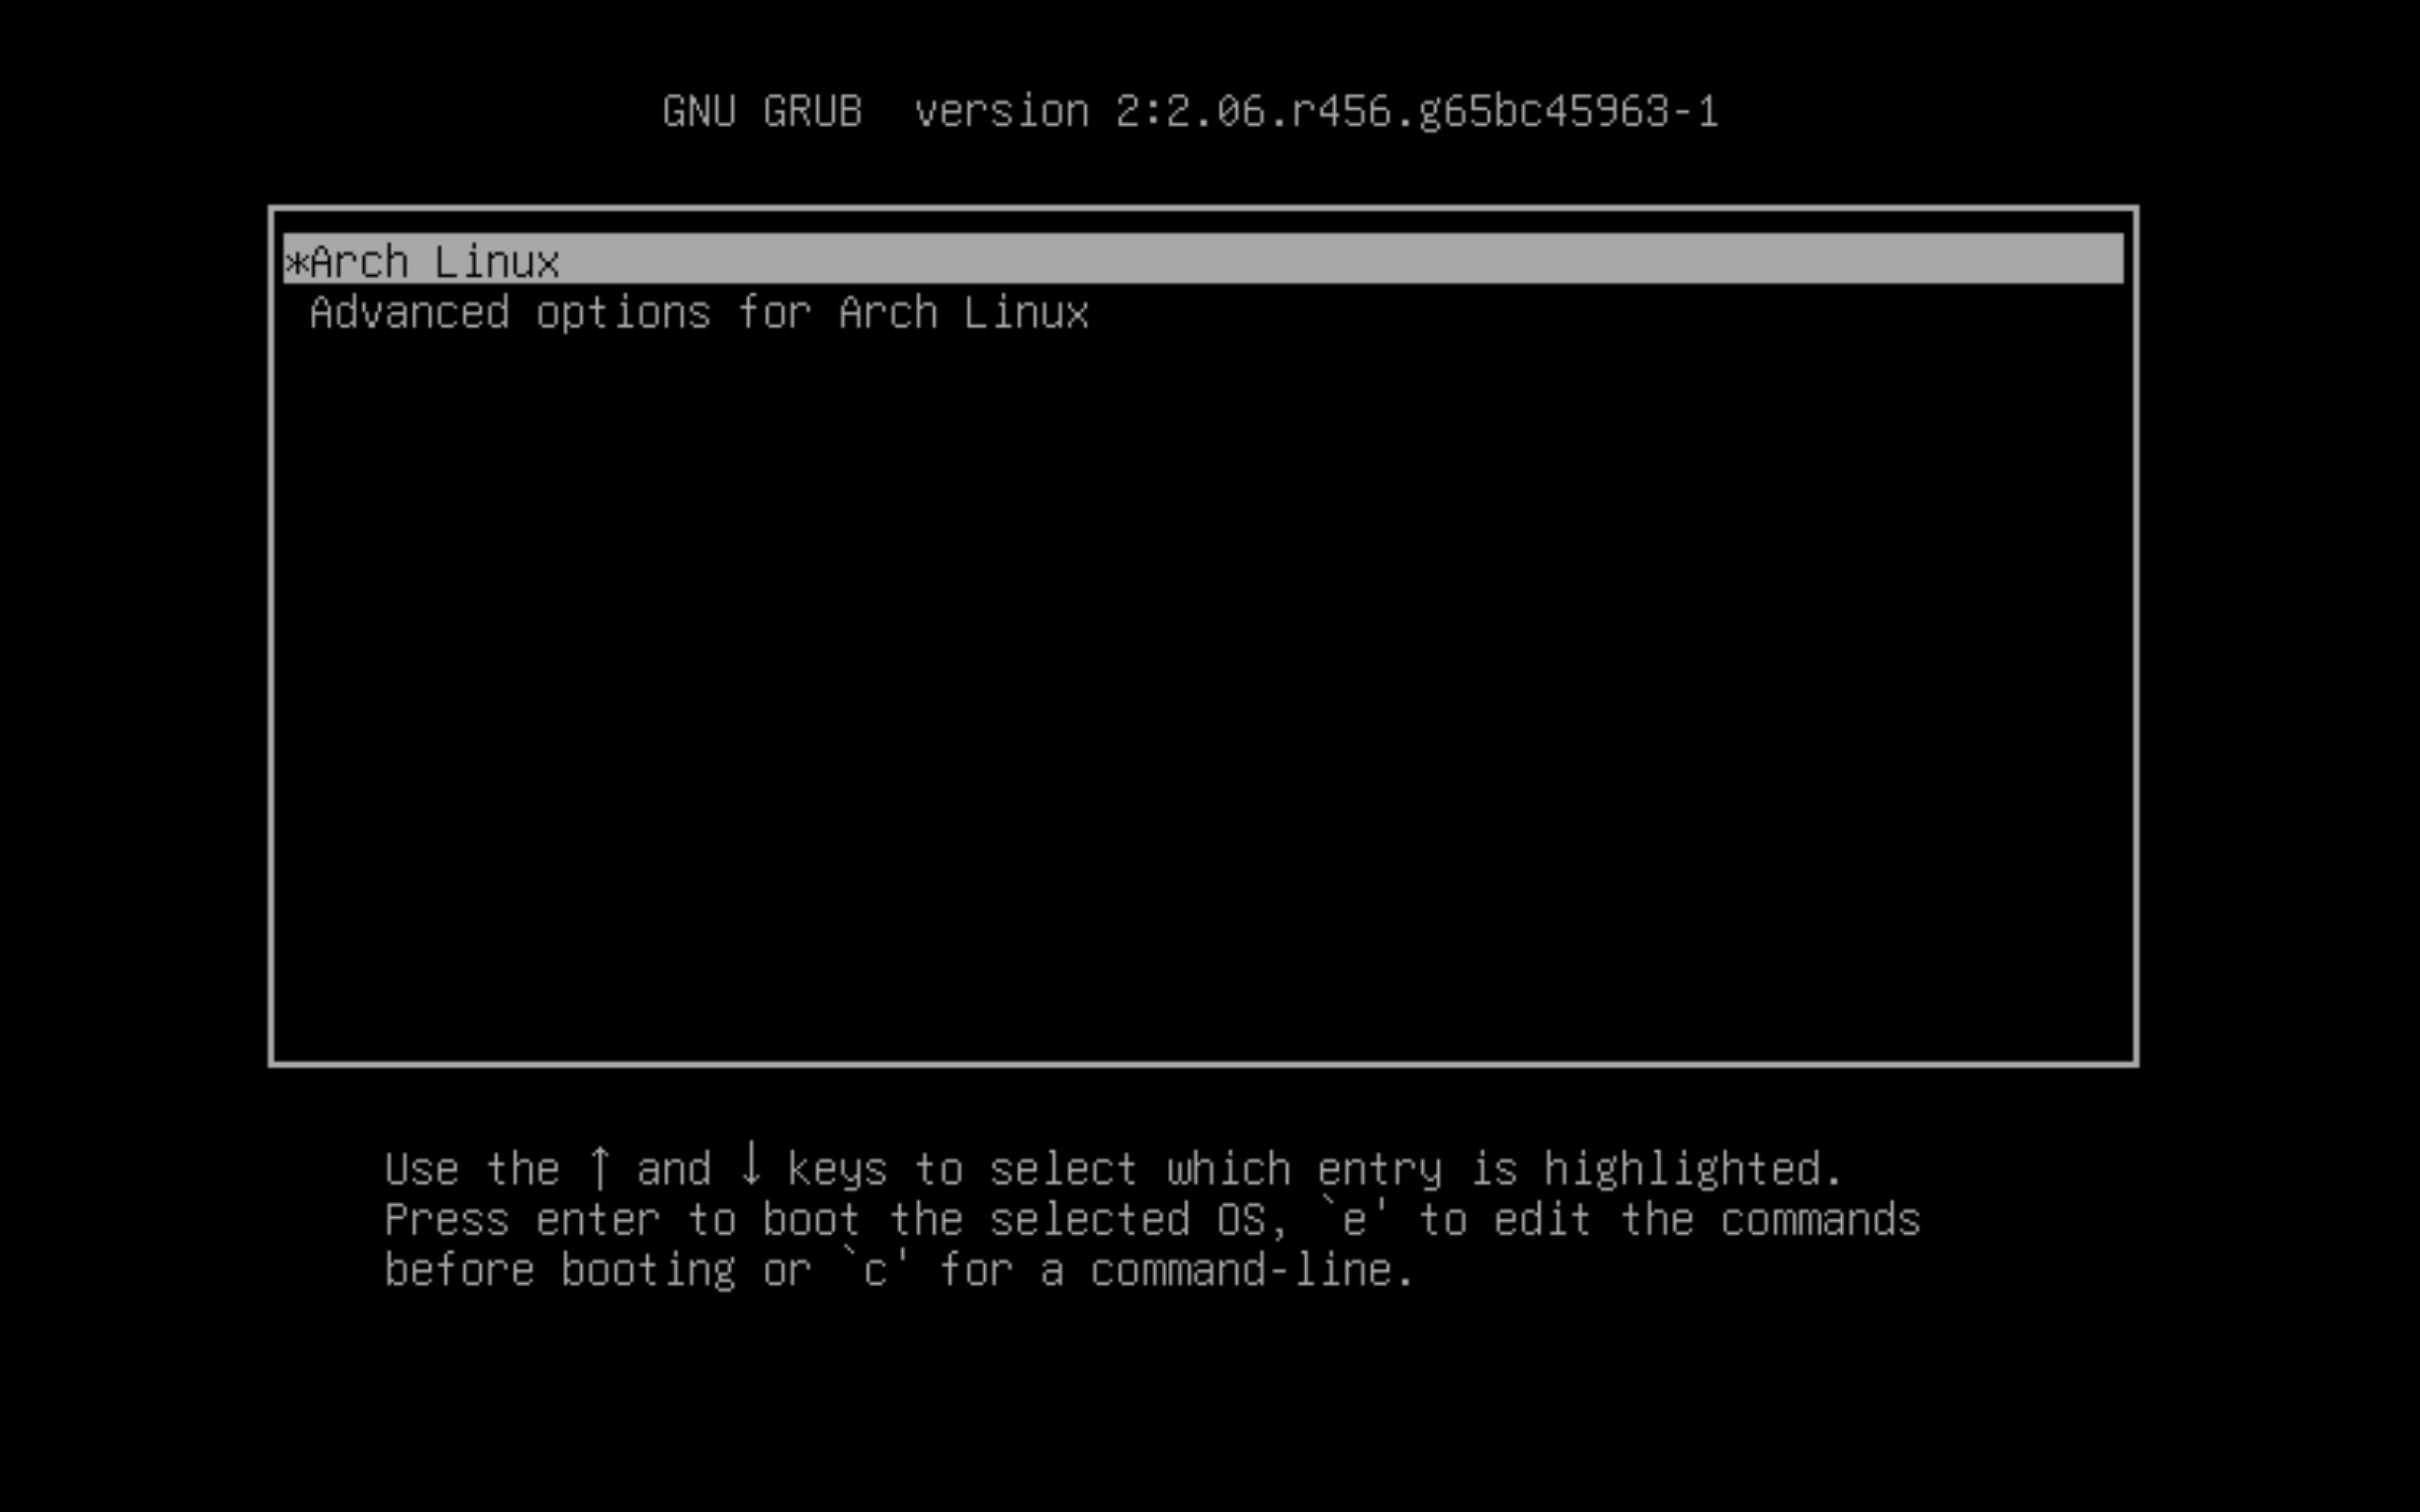 GNU GRUB  version 2:2.06.r456.g65bc45963-1
*Arch Linux
Advanced options for Arch Linux
Use the ↑ and ↓ keys to select which entry is highlighted.
Press enter to boot the selected OS, `e' to edit the commands
before booting or `c' for a command-line.